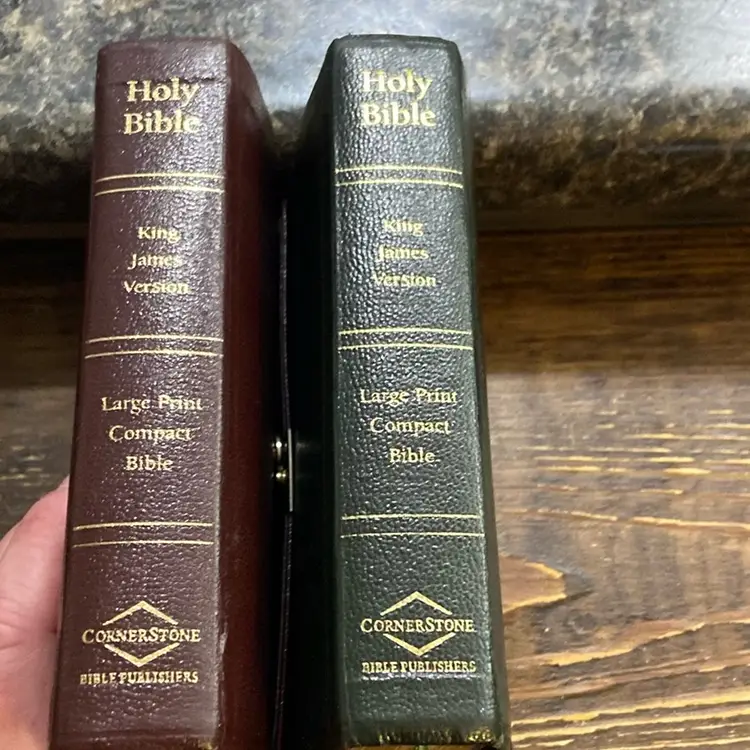 Holy
Bible
King
James
Version
Large Print
Compact
Bible
CORNERSTONE
BIBLE PUBLISHERS
Holy
Bible
King
James
Version
Large Print
Compact
Bible
CORNERSTONE
BIBLE PUBLISHERS